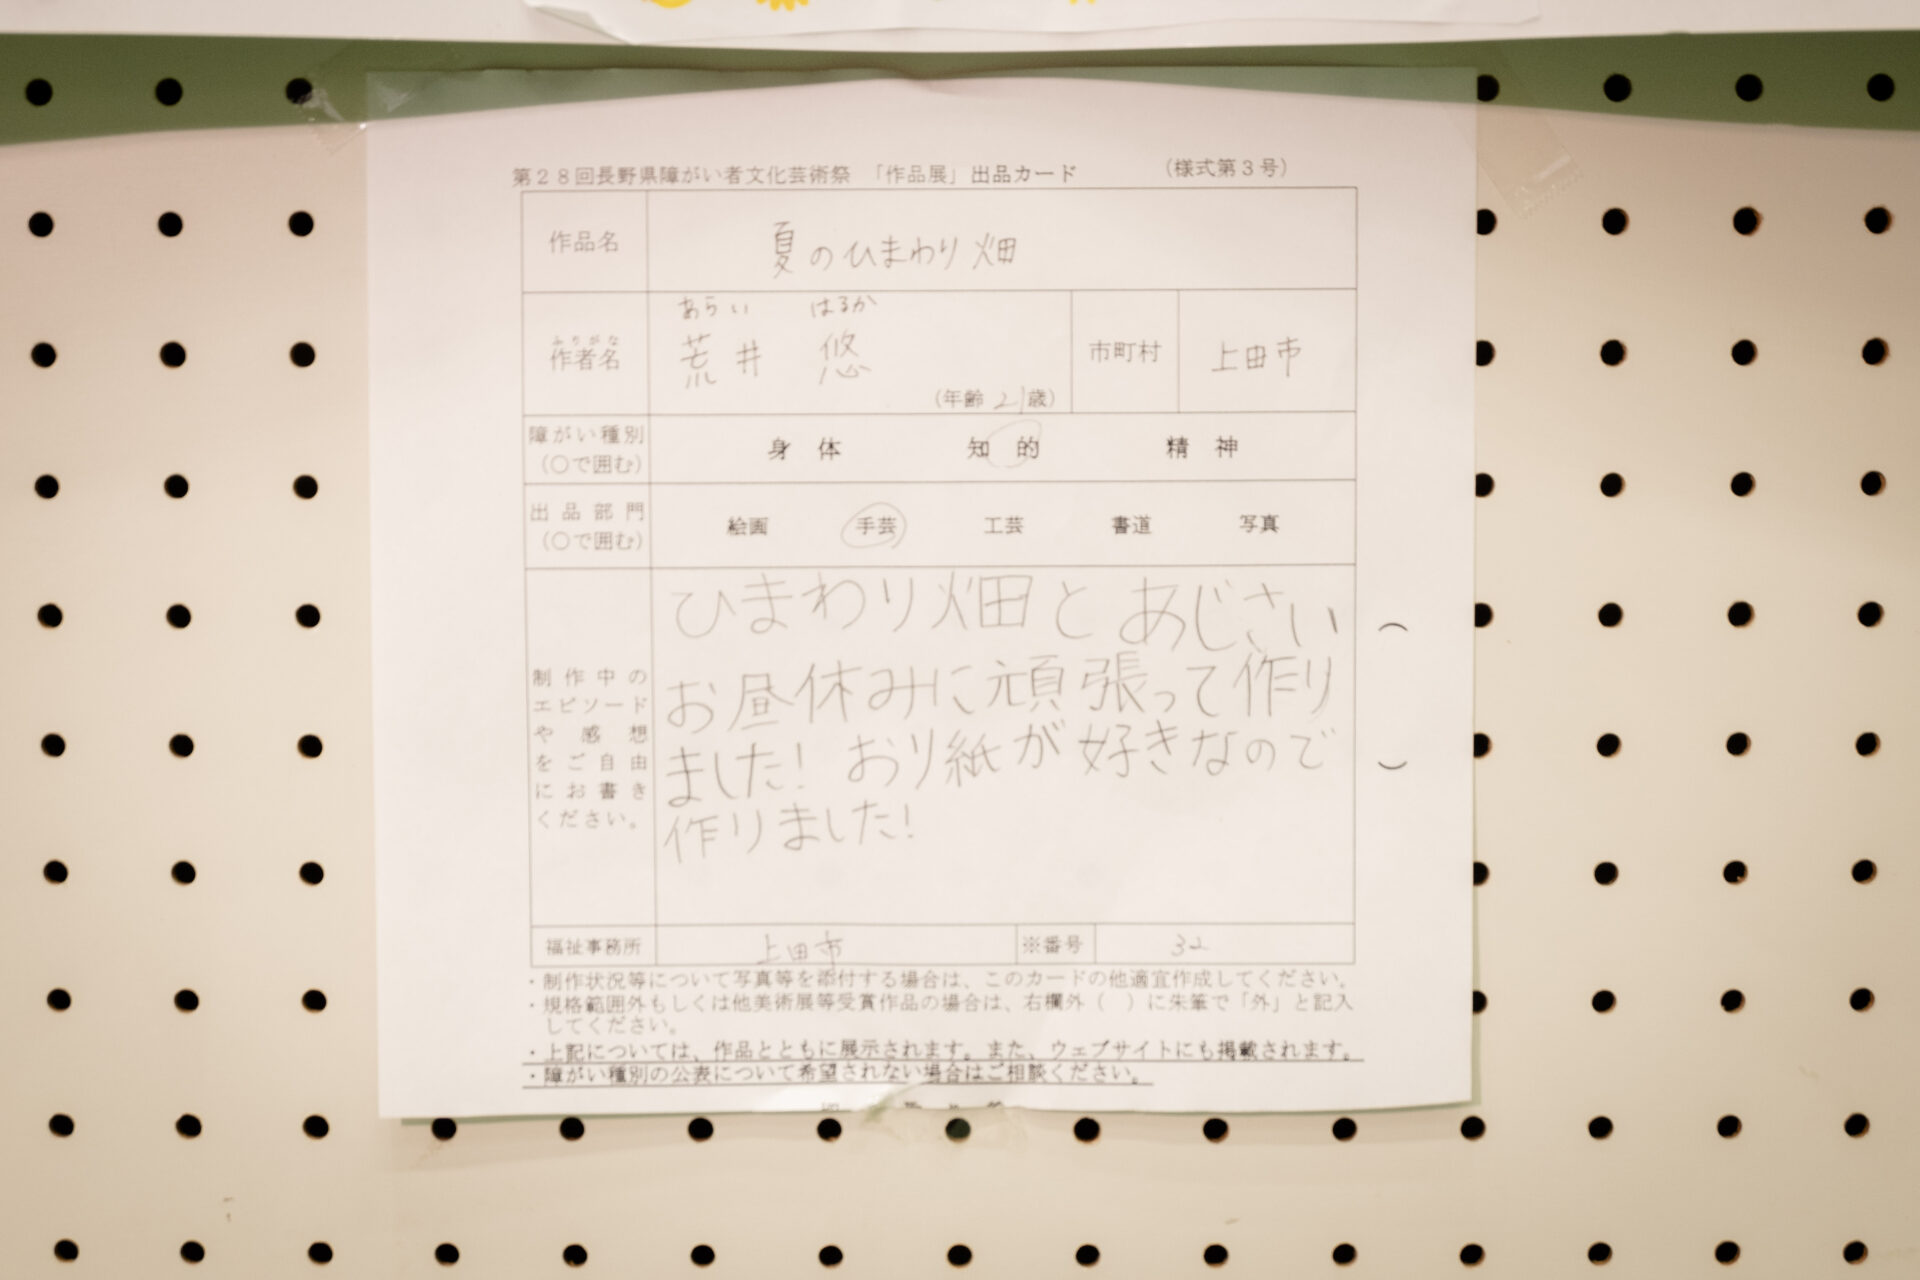 第28回長野県障がい者文化芸術祭 「作品展」出品カード （様式第3号）
作品名 夏のひまわり畑
あらい はるか
ふりがな
作者名 荒井 悠 市町村 上田市
（年齢 21歳）
障がい種別 身体 知的 精神
（〇で囲む）
出品部門 絵画 手芸 工芸 書道 写真
（〇で囲む）
ひまわり畑と あじさい
お昼休みに頑張って作り
ました! おり紙が好きなので
作りました!
制作中の
エピソード
や感想
をご自由
にお書き
ください。
福祉事務所 上田市 ※番号 32
・制作状況等について写真等を添付する場合は、このカードの他適宜作成してください。
・規格範囲外もしくは他美術展等受賞作品の場合は、右欄外（ ）に朱筆で「外」と記入
してください。
・上記については、作品とともに展示されます。また、ウェブサイトにも掲載されます。
・障がい種別の公表について希望されない場合はご相談ください。